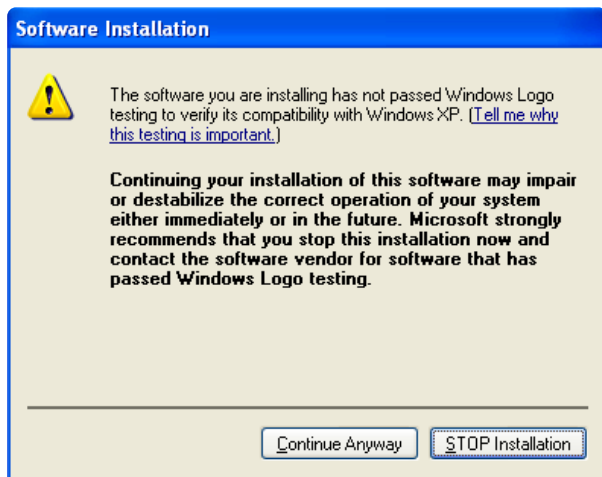 Software Installation
The software you are installing has not passed Windows Logo
testing to verify its compatibility with Windows XP. (Tell me why
this testing is important.)
Continuing your installation of this software may impair
or destabilize the correct operation of your system
either immediately or in the future. Microsoft strongly
recommends that you stop this installation now and
contact the software vendor for software that has
passed Windows Logo testing.
Continue Anyway
STOP Installation